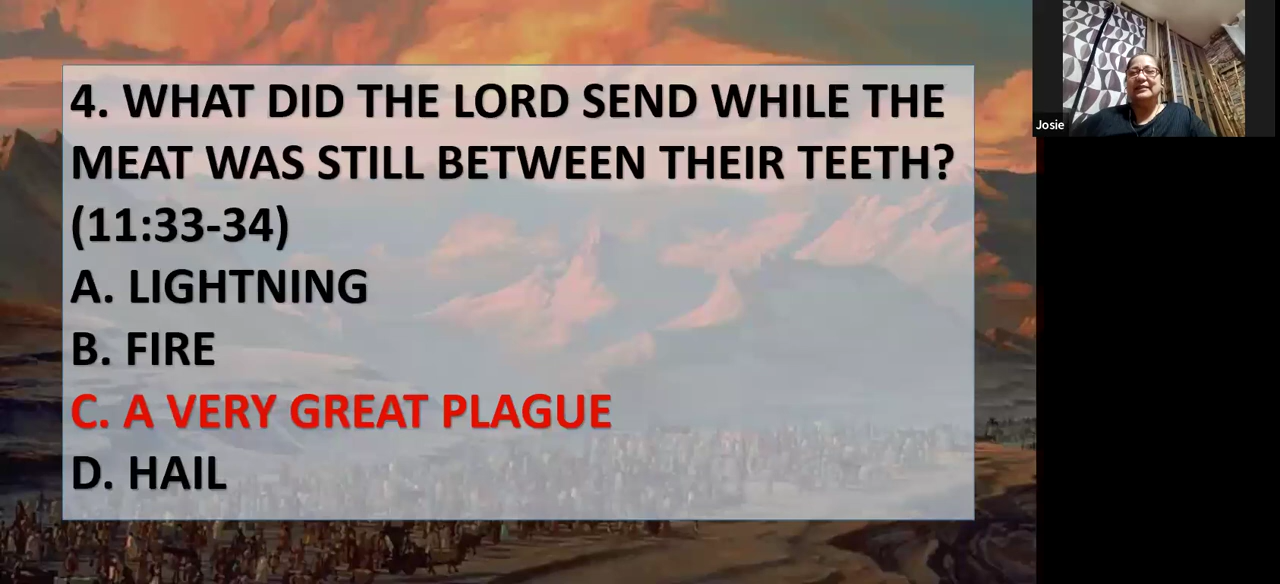 4. WHAT DID THE LORD SEND WHILE THE
MEAT WAS STILL BETWEEN THEIR TEETH?
(11:33-34)
A. LIGHTNING
B. FIRE
C. A VERY GREAT PLAGUE
D. HAIL
Josie